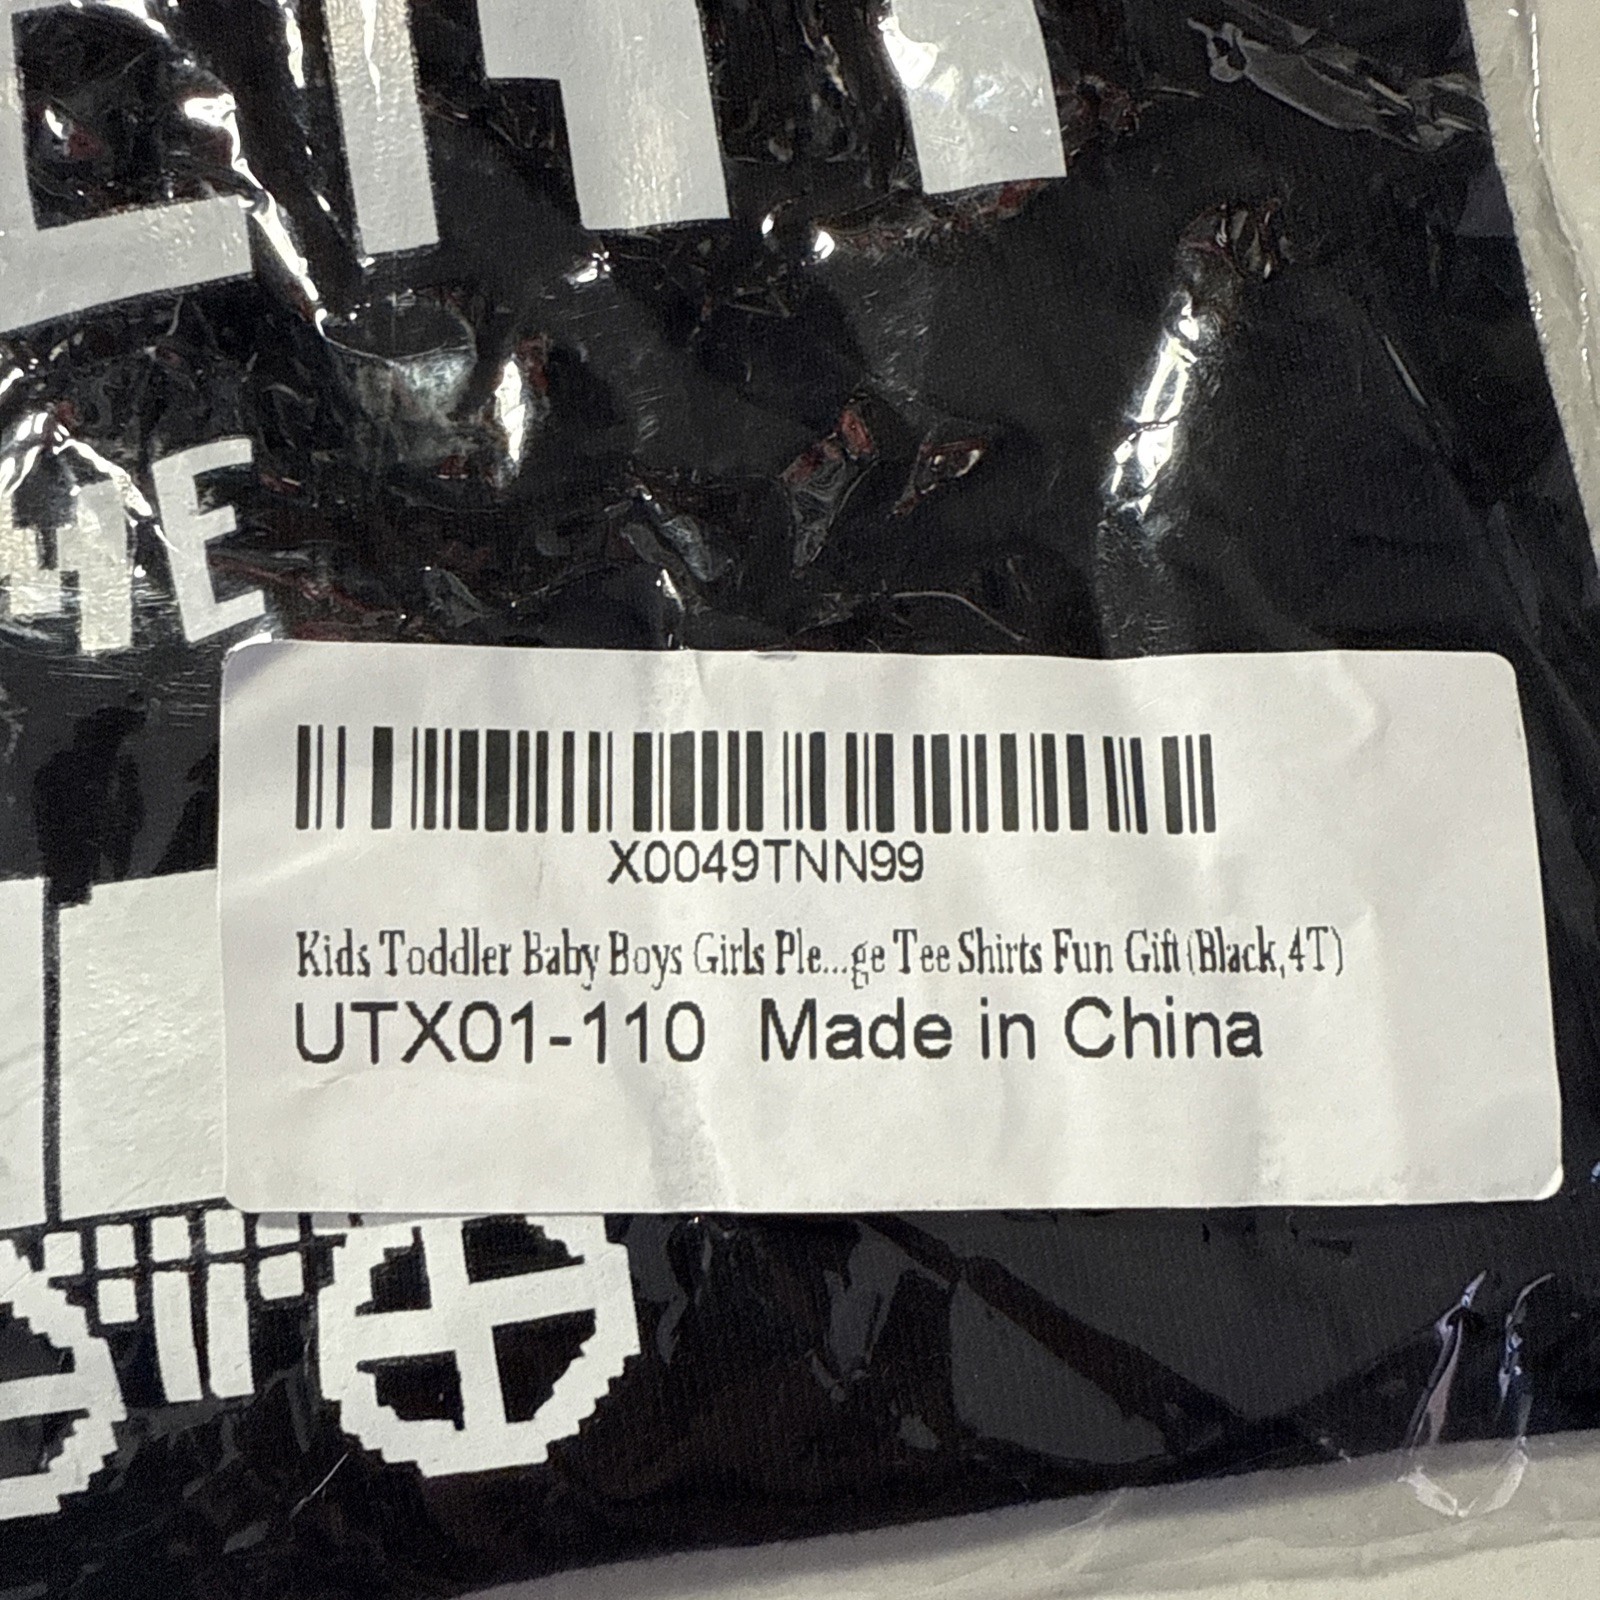 ME
X0049TNN99
Kids Toddler Baby Boys Girls Ple...ge Tee Shirts Fun Gift(Black,4T)
UTX01-110 Made in China